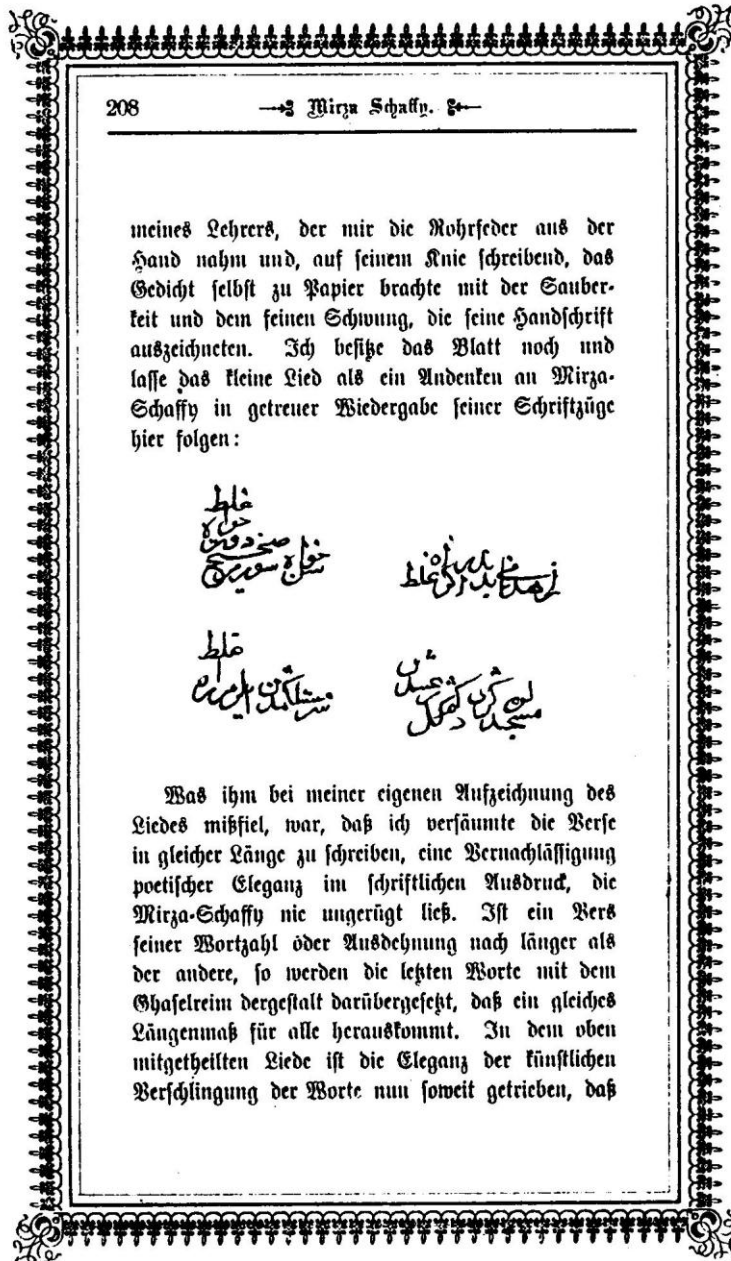 208
Mirza Schaffy.
meines Lehrers, der mir die Rohrfeder aus der
Hand nahm und, auf seinem Knie schreibend, das
Gedicht selbst zu Papier brachte mit der Sauber-
keit und dem feinen Schwung, die seine Handschrift
auszeichneten. Ich besitze das Blatt noch und
lasse das kleine Lied als ein Andenken an Mirza-
Schaffy in getreuer Wiedergabe seiner Schriftzüge
hier folgen:
غلط
غلط
غلط
Was ihm bei meiner eigenen Aufzeichnung des
Liedes mißfiel, war, daß ich versäumte die Verse
in gleicher Länge zu schreiben, eine Vernachlässigung
poetischer Eleganz im schriftlichen Ausdruck, die
Mirza-Schaffy nie ungerügt ließ. Ist ein Vers
seiner Wortzahl oder Ausdehnung nach länger als
der andere, so werden die letzten Worte mit dem
Ghaselreim dergestalt darübergesetzt, daß ein gleiches
Längenmaß für alle herauskommt. In dem oben
mitgetheilten Liede ist die Eleganz der künstlichen
Verschlingung der Worte nun soweit getrieben, daß